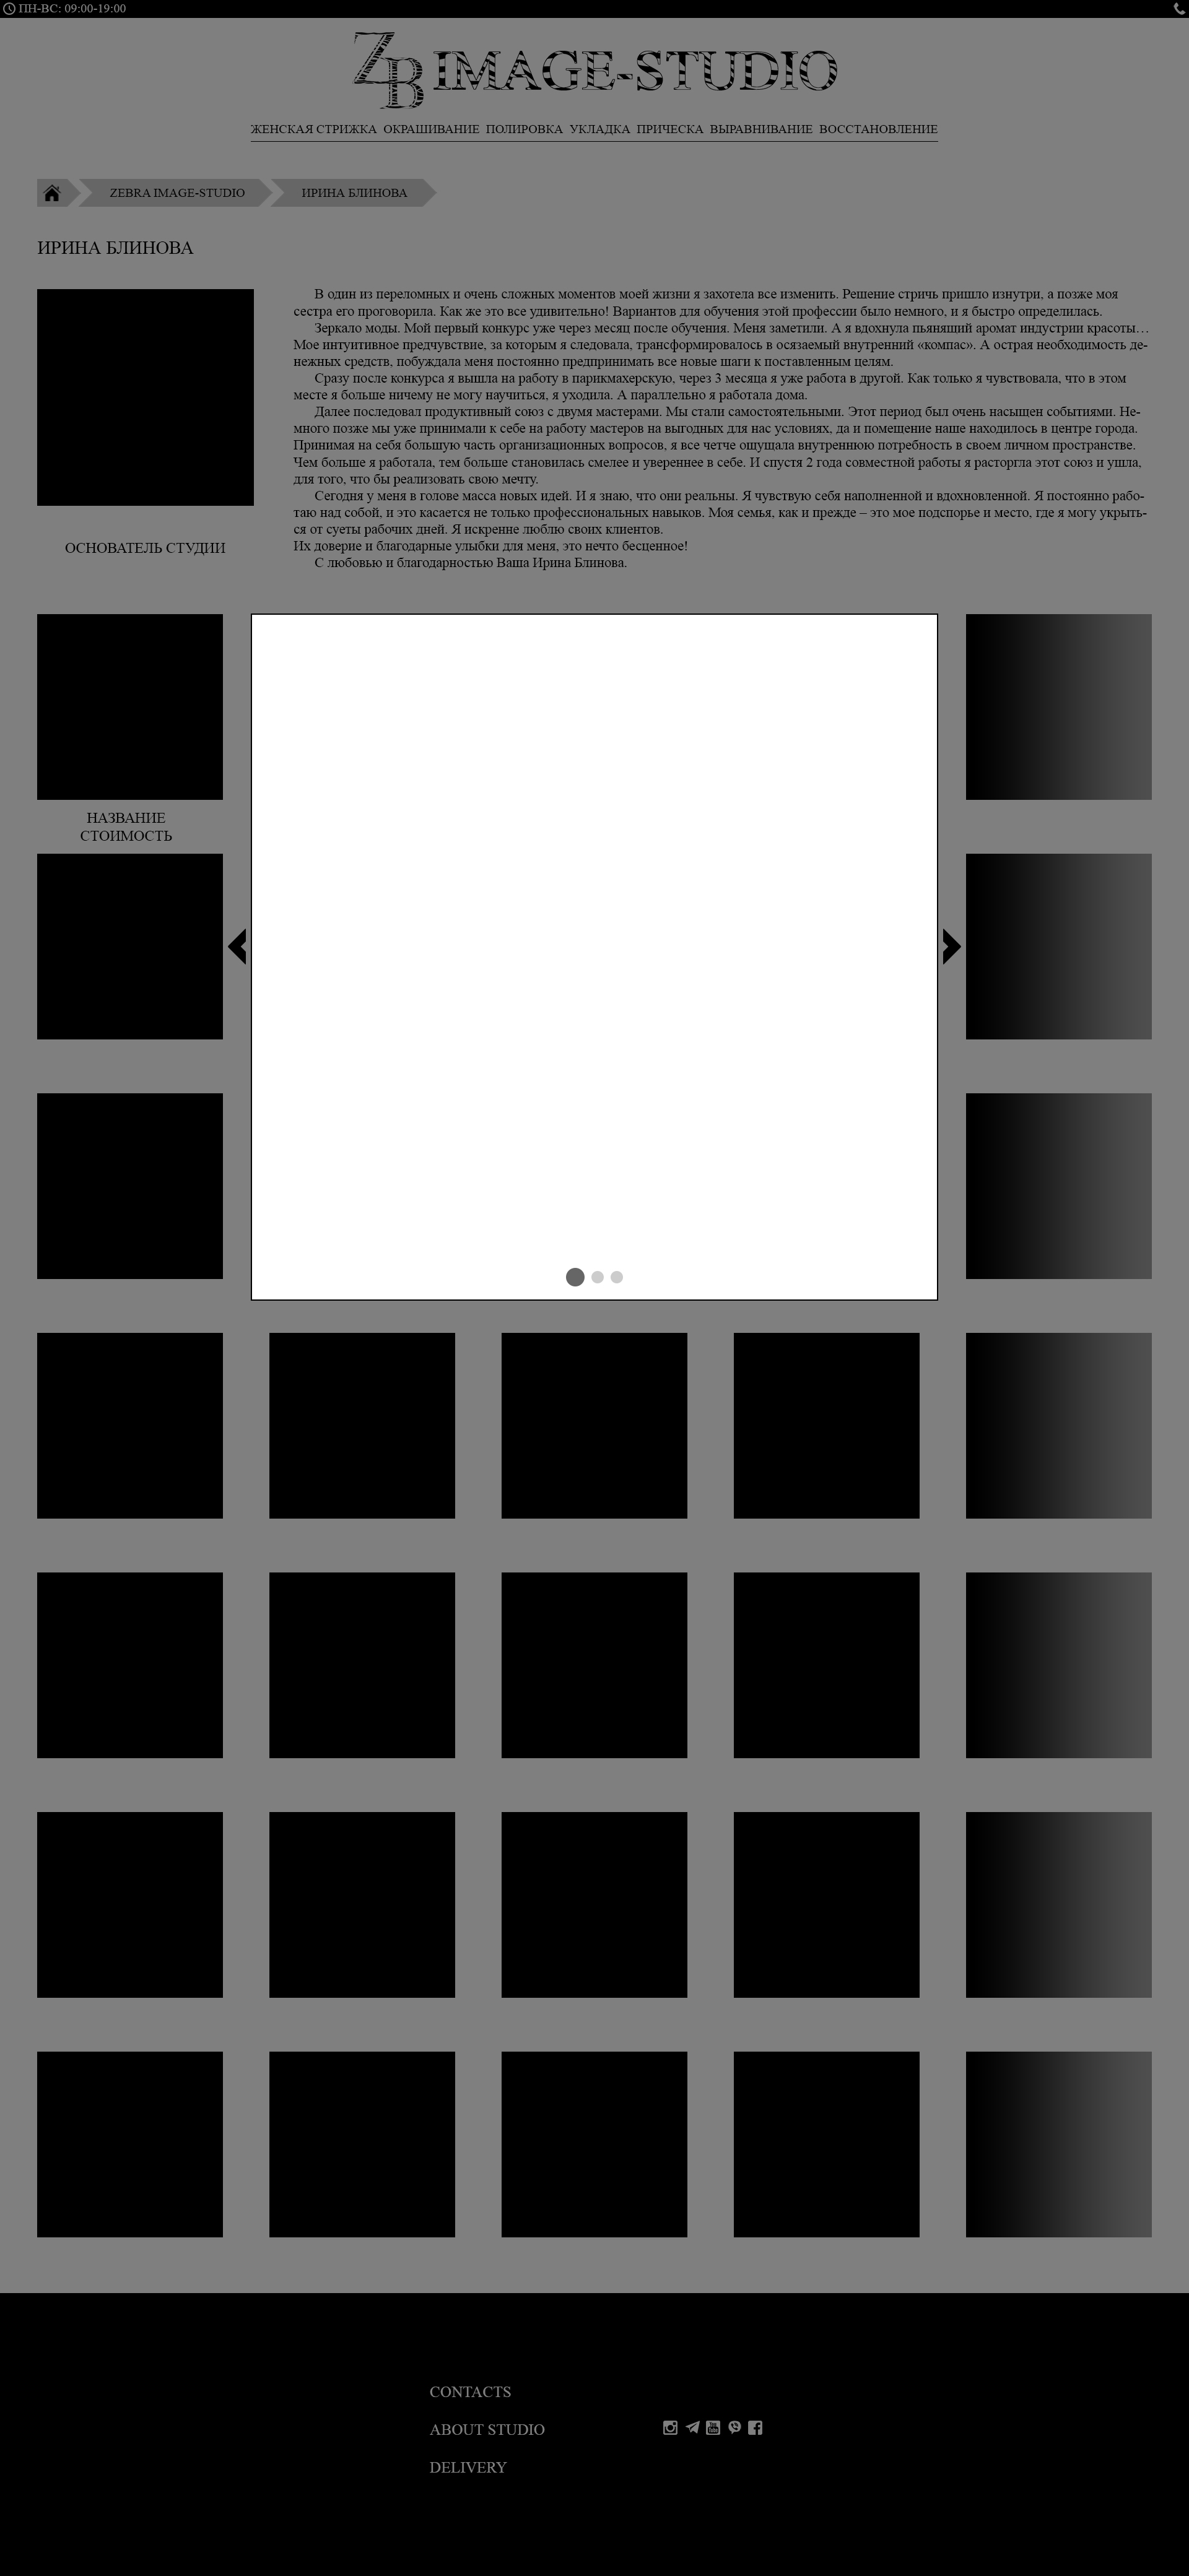 ПН-ВС: 09:00-19:00
ZB IMAGE-STUDIO
ЖЕНСКАЯ СТРИЖКА ОКРАШИВАНИЕ ПОЛИРОВКА УКЛАДКА ПРИЧЕСКА ВЫРАВНИВАНИЕ ВОССТАНОВЛЕНИЕ
ZEBRA IMAGE-STUDIO ИРИНА БЛИНОВА
ИРИНА БЛИНОВА
В один из переломных и очень сложных моментов моей жизни я захотела все изменить. Решение стричь пришло изнутри, а позже моя
сестра его проговорила. Как же это все удивительно! Вариантов для обучения этой профессии было немного, и я быстро определилась.
Зеркало моды. Мой первый конкурс уже через месяц после обучения. Меня заметили. А я вдохнула пьянящий аромат индустрии красоты…
Мое интуитивное предчувствие, за которым я следовала, трансформировалось в осязаемый внутренний «компас». А острая необходимость де-
нежных средств, побуждала меня постоянно предпринимать все новые шаги к поставленным целям.
Сразу после конкурса я вышла на работу в парикмахерскую, через 3 месяца я уже работа в другой. Как только я чувствовала, что в этом
месте я больше ничему не могу научиться, я уходила. А параллельно я работала дома.
Далее последовал продуктивный союз с двумя мастерами. Мы стали самостоятельными. Этот период был очень насыщен событиями. Не-
много позже мы уже принимали к себе на работу мастеров на выгодных для нас условиях, да и помещение наше находилось в центре города.
Принимая на себя большую часть организационных вопросов, я все четче ощущала внутреннюю потребность в своем личном пространстве.
Чем больше я работала, тем больше становилась смелее и увереннее в себе. И спустя 2 года совместной работы я расторгла этот союз и ушла,
для того, что бы реализовать свою мечту.
Сегодня у меня в голове масса новых идей. И я знаю, что они реальны. Я чувствую себя наполненной и вдохновленной. Я постоянно рабо-
таю над собой, и это касается не только профессиональных навыков. Моя семья, как и прежде – это мое подспорье и место, где я могу укрыть-
ся от суеты рабочих дней. Я искренне люблю своих клиентов.
Их доверие и благодарные улыбки для меня, это нечто бесценное!
С любовью и благодарностью Ваша Ирина Блинова.
ОСНОВАТЕЛЬ СТУДИИ
НАЗВАНИЕ
СТОИМОСТЬ
CONTACTS
ABOUT STUDIO
DELIVERY